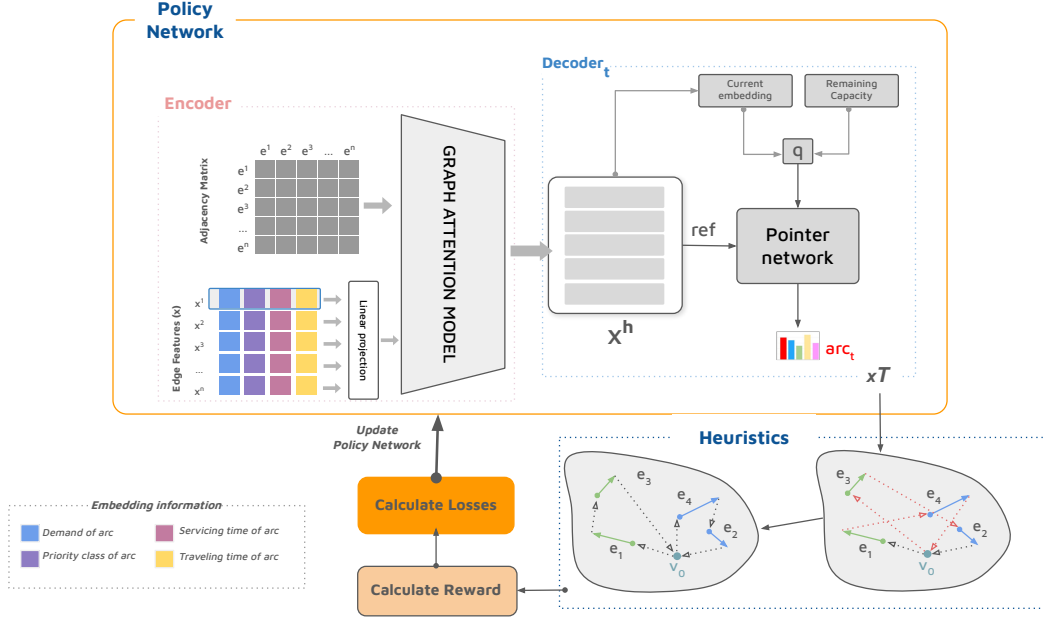 Policy
Network
Encoder
Adjacency Matrix
e1 e2 e3 ... en
e1
e2
e3
...
en
Edge Features (x)
x1
x2
x3
...
xn
Linear projection
GRAPH ATTENTION MODEL
Decodert
Current
embedding
Remaining
Capacity
q
ref
Xh
Pointer
network
arct
xT
Update
Policy Network
Calculate Losses
Calculate Reward
Heuristics
e3
e4
e2
e1
v0
e3
e4
e2
e1
v0
Embedding information
Demand of arc
Servicing time of arc
Priority class of arc
Traveling time of arc